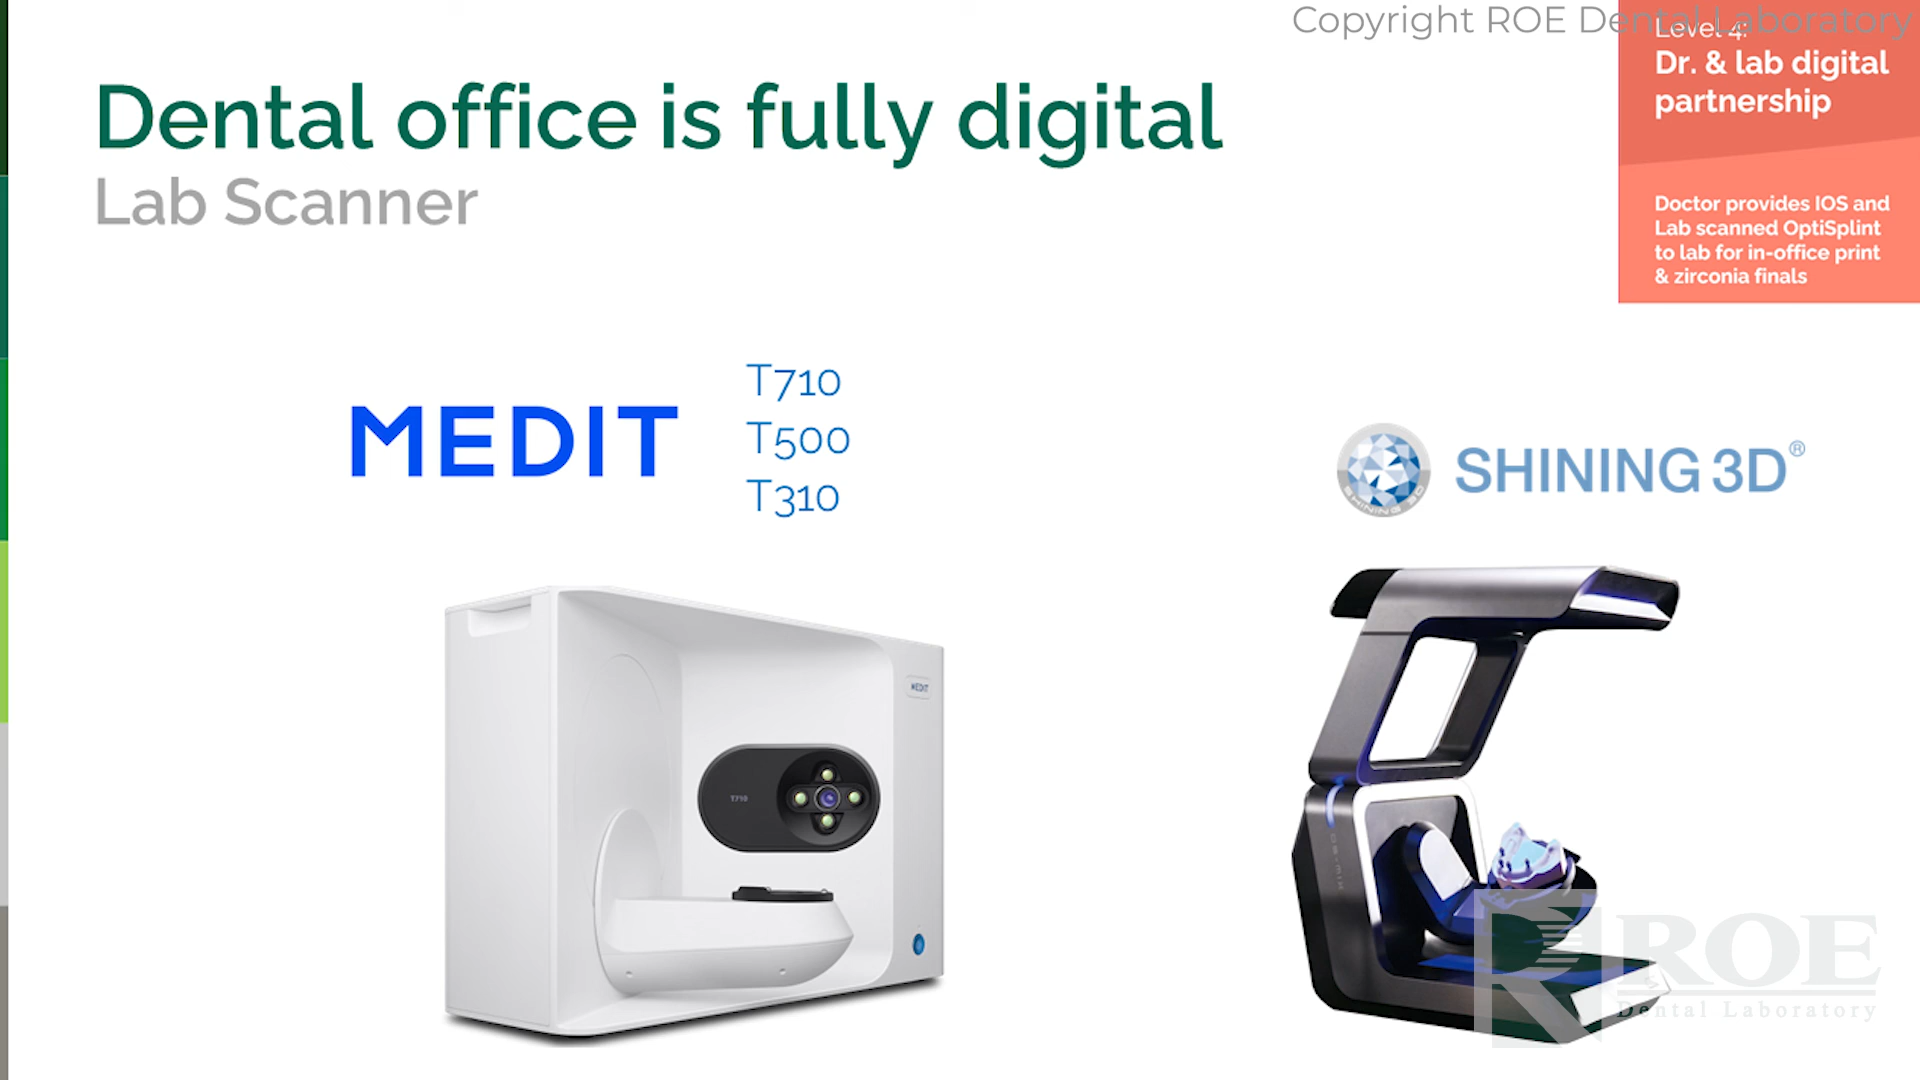 Copyright ROE Dental Laboratory
Level 4:
Dr. & lab digital
partnership
Dental office is fully digital
Lab Scanner
Doctor provides IOS and
Lab scanned OptiSplint
to lab for in-office print
& zirconia finals
MEDIT
T710
T500
T310
SHINING 3D®
SHINING 3D
MEDIT
T710
ROE
Dental Laboratory